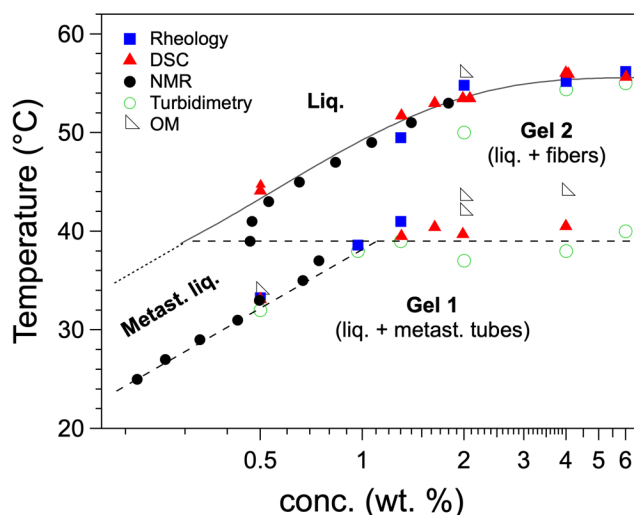 60
50
40
30
20
Temperature (°C)
Rheology
DSC
NMR
Turbidimetry
OM
Liq.
Gel 2
(liq. + fibers)
Metast. liq.
Gel 1
(liq. + metast. tubes)
0.5 1 2 3 4 5 6
conc. (wt. %)